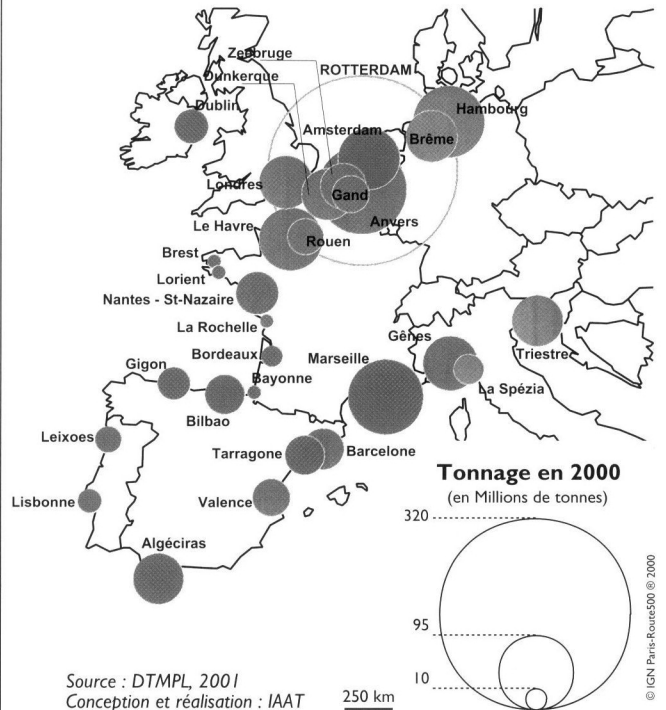 Zeebruge
Dunkerque
ROTTERDAM
Dublin
Hambourg
Amsterdam
Brême
Londres
Gand
Anvers
Le Havre
Rouen
Brest
Lorient
Nantes - St-Nazaire
La Rochelle
Bordeaux
Marseille
Gênes
Triestre
Gigon
Bayonne
La Spézia
Bilbao
Leixoes
Tarragone
Barcelone
Lisbonne
Valence
Algéciras
Tonnage en 2000
(en Millions de tonnes)
320
95
10
Source : DTMPL, 2001
Conception et réalisation : IAAT
250 km
© IGN Paris-Route500 ® 2000